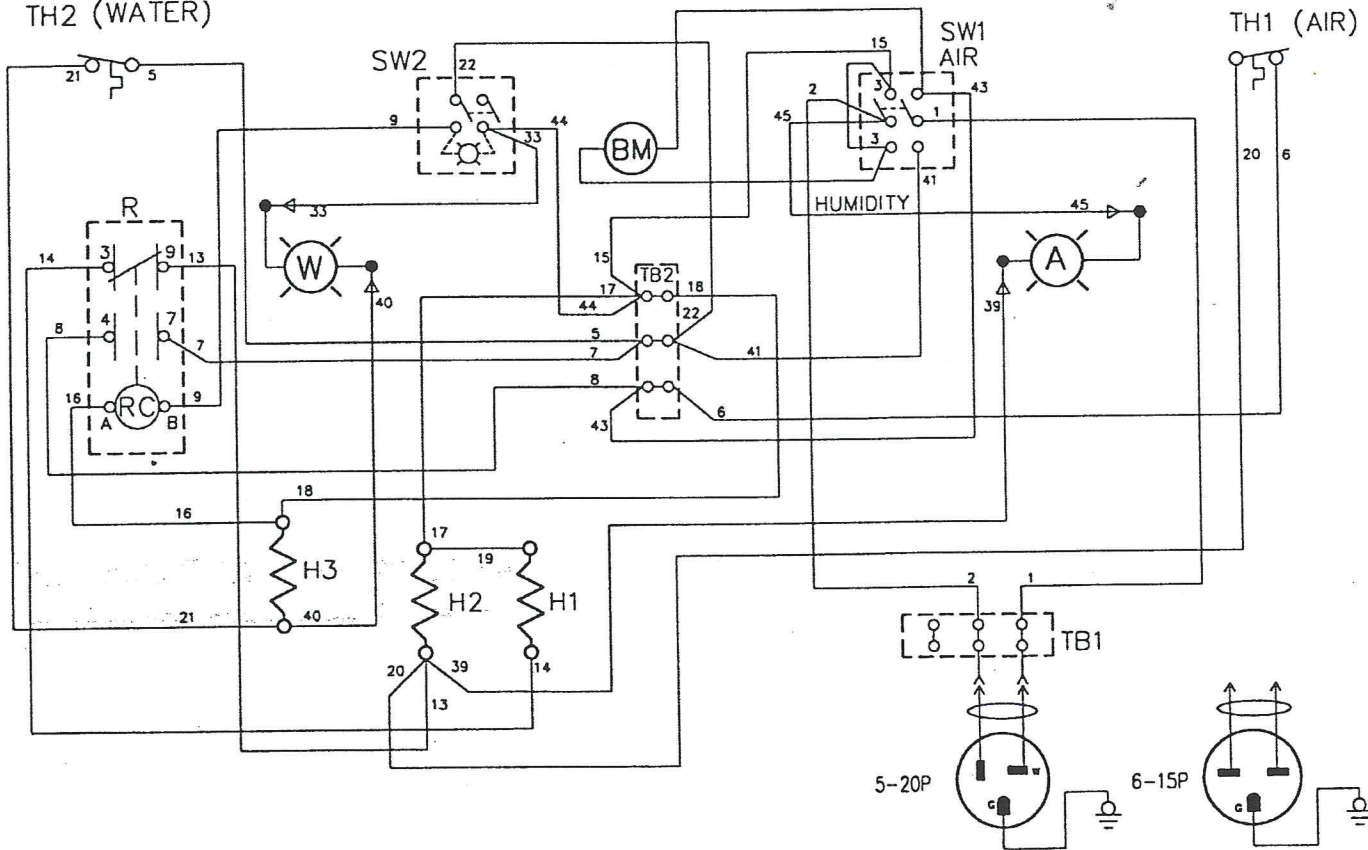 TH2 (WATER)
TH1 (AIR)
SW1
AIR
SW2
21
5
22
15
43
2
3
1
45
9
44
33
BM
3
41
20
6
HUMIDITY
33
45
R
14
3
9
13
W
A
40
15
TB2
17
18
44
22
39
8
4
7
7
5
7
41
16
RC
9
A
B
8
6
43
18
16
17
19
H3
H2
H1
2
1
21
40
TB1
20
39
14
13
5-20P
W
G
6-15P
G